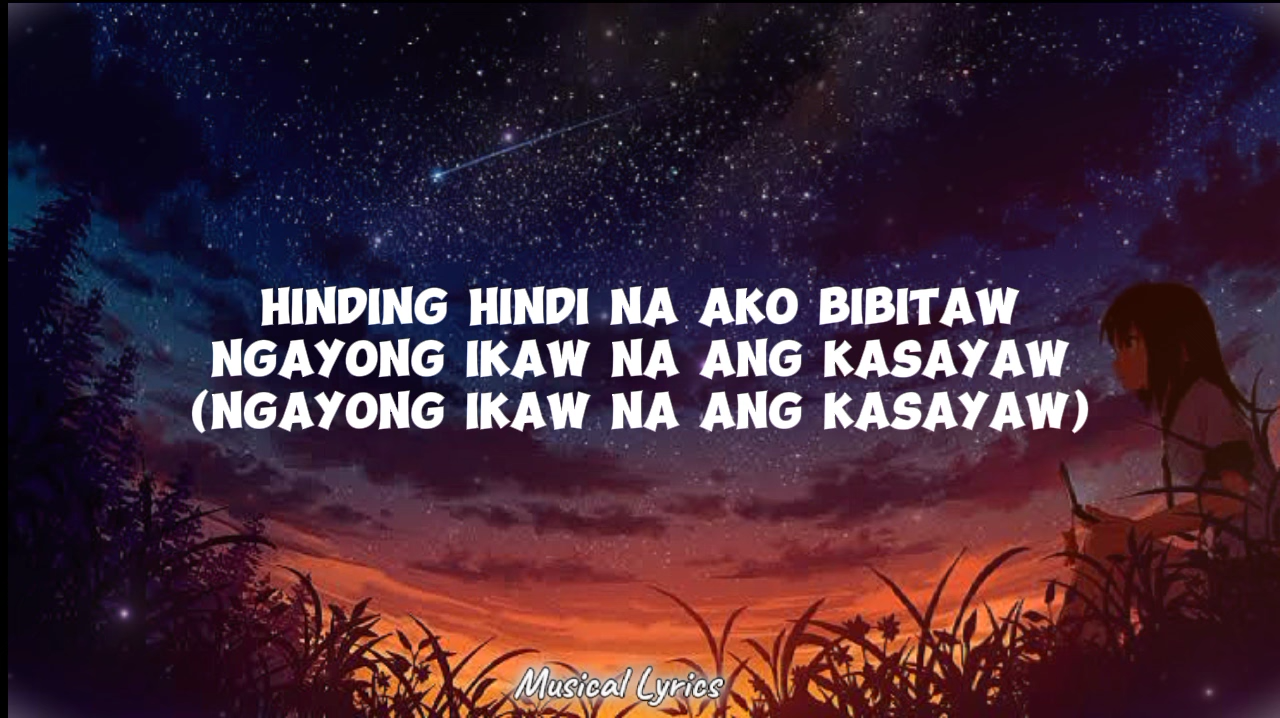 HINDING HINDI NA AKO BIBITAW
NGAYONG IKAW NA ANG KASAYAW
(NGAYONG IKAW NA ANG KASAYAW)
Musical Lyrics